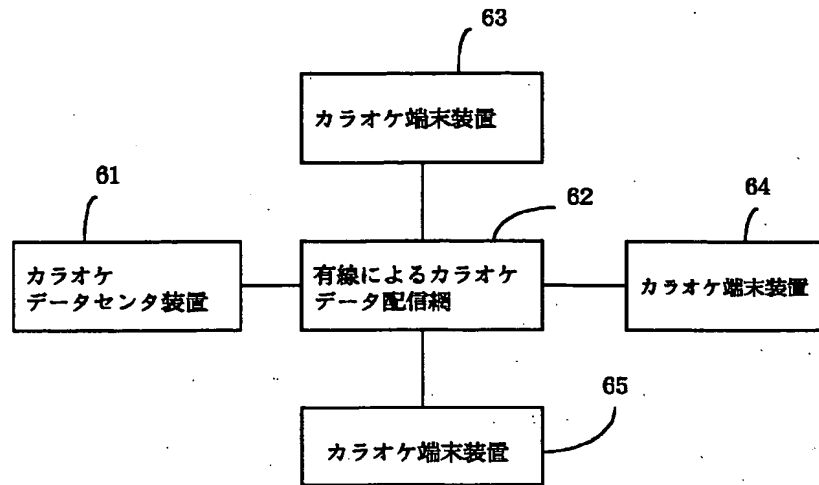 63
カラオケ端末装置
61
62
64
カラオケ
データセンタ装置
有線によるカラオケ
データ配信網
カラオケ端末装置
65
カラオケ端末装置